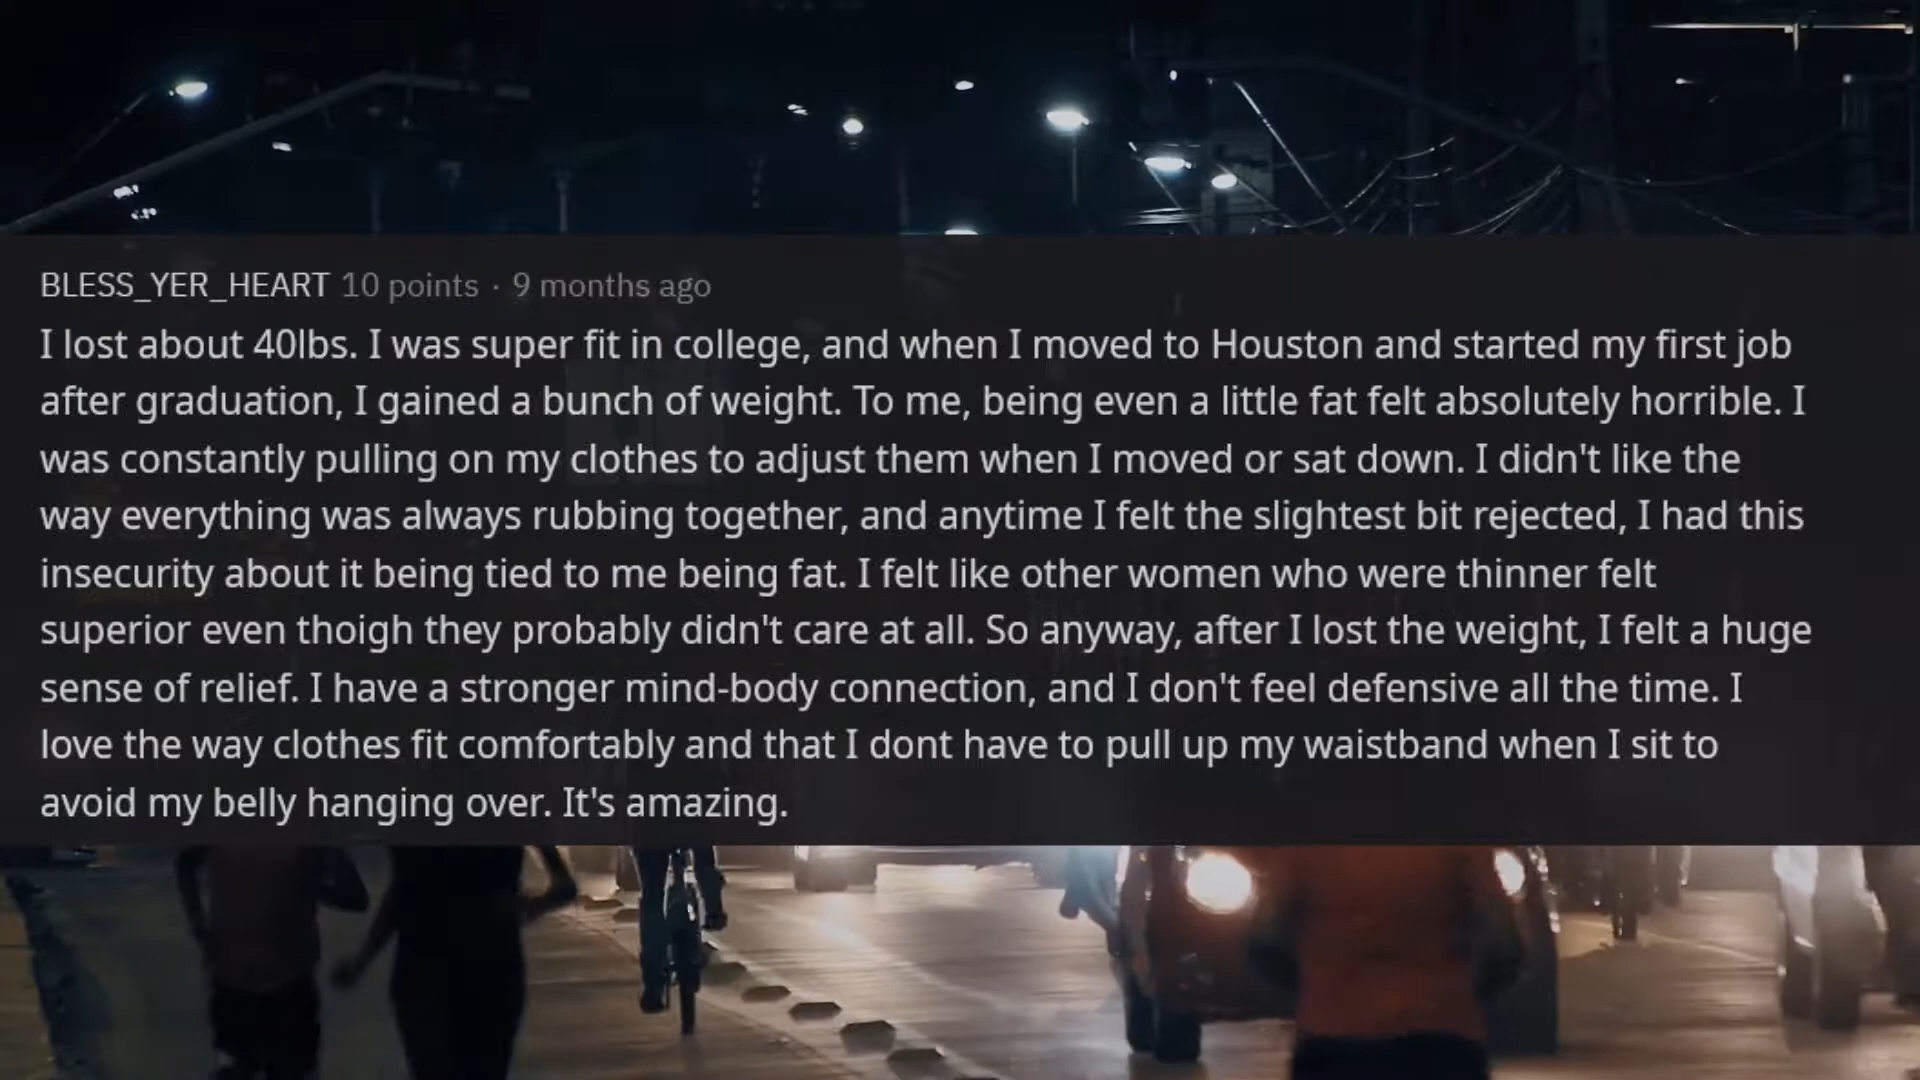 BLESS_YER_HEART 10 points · 9 months ago
I lost about 40lbs. I was super fit in college, and when I moved to Houston and started my first job
after graduation, I gained a bunch of weight. To me, being even a little fat felt absolutely horrible. I
was constantly pulling on my clothes to adjust them when I moved or sat down. I didn't like the
way everything was always rubbing together, and anytime I felt the slightest bit rejected, I had this
insecurity about it being tied to me being fat. I felt like other women who were thinner felt
superior even thoigh they probably didn't care at all. So anyway, after I lost the weight, I felt a huge
sense of relief. I have a stronger mind-body connection, and I don't feel defensive all the time. I
love the way clothes fit comfortably and that I dont have to pull up my waistband when I sit to
avoid my belly hanging over. It's amazing.